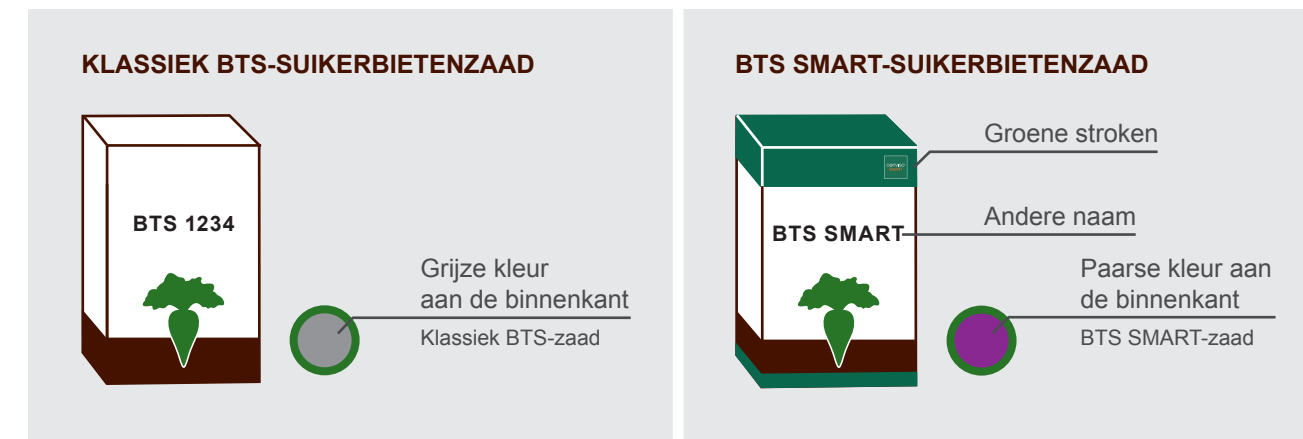 KLASSIEK BTS-SUIKERBIETENZAAD
BTS 1234
Grijze kleur
aan de binnenkant
Klassiek BTS-zaad
BTS SMART-SUIKERBIETENZAAD
Groene stroken
Andere naam
BTS SMART
Paarse kleur aan
de binnenkant
BTS SMART-zaad